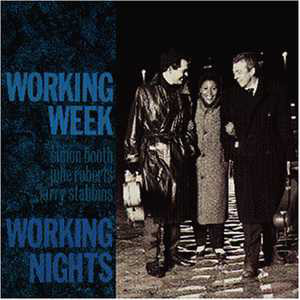 WORKING
WEEK
simon booth
julie roberts
larry stabbins
WORKING
NIGHTS